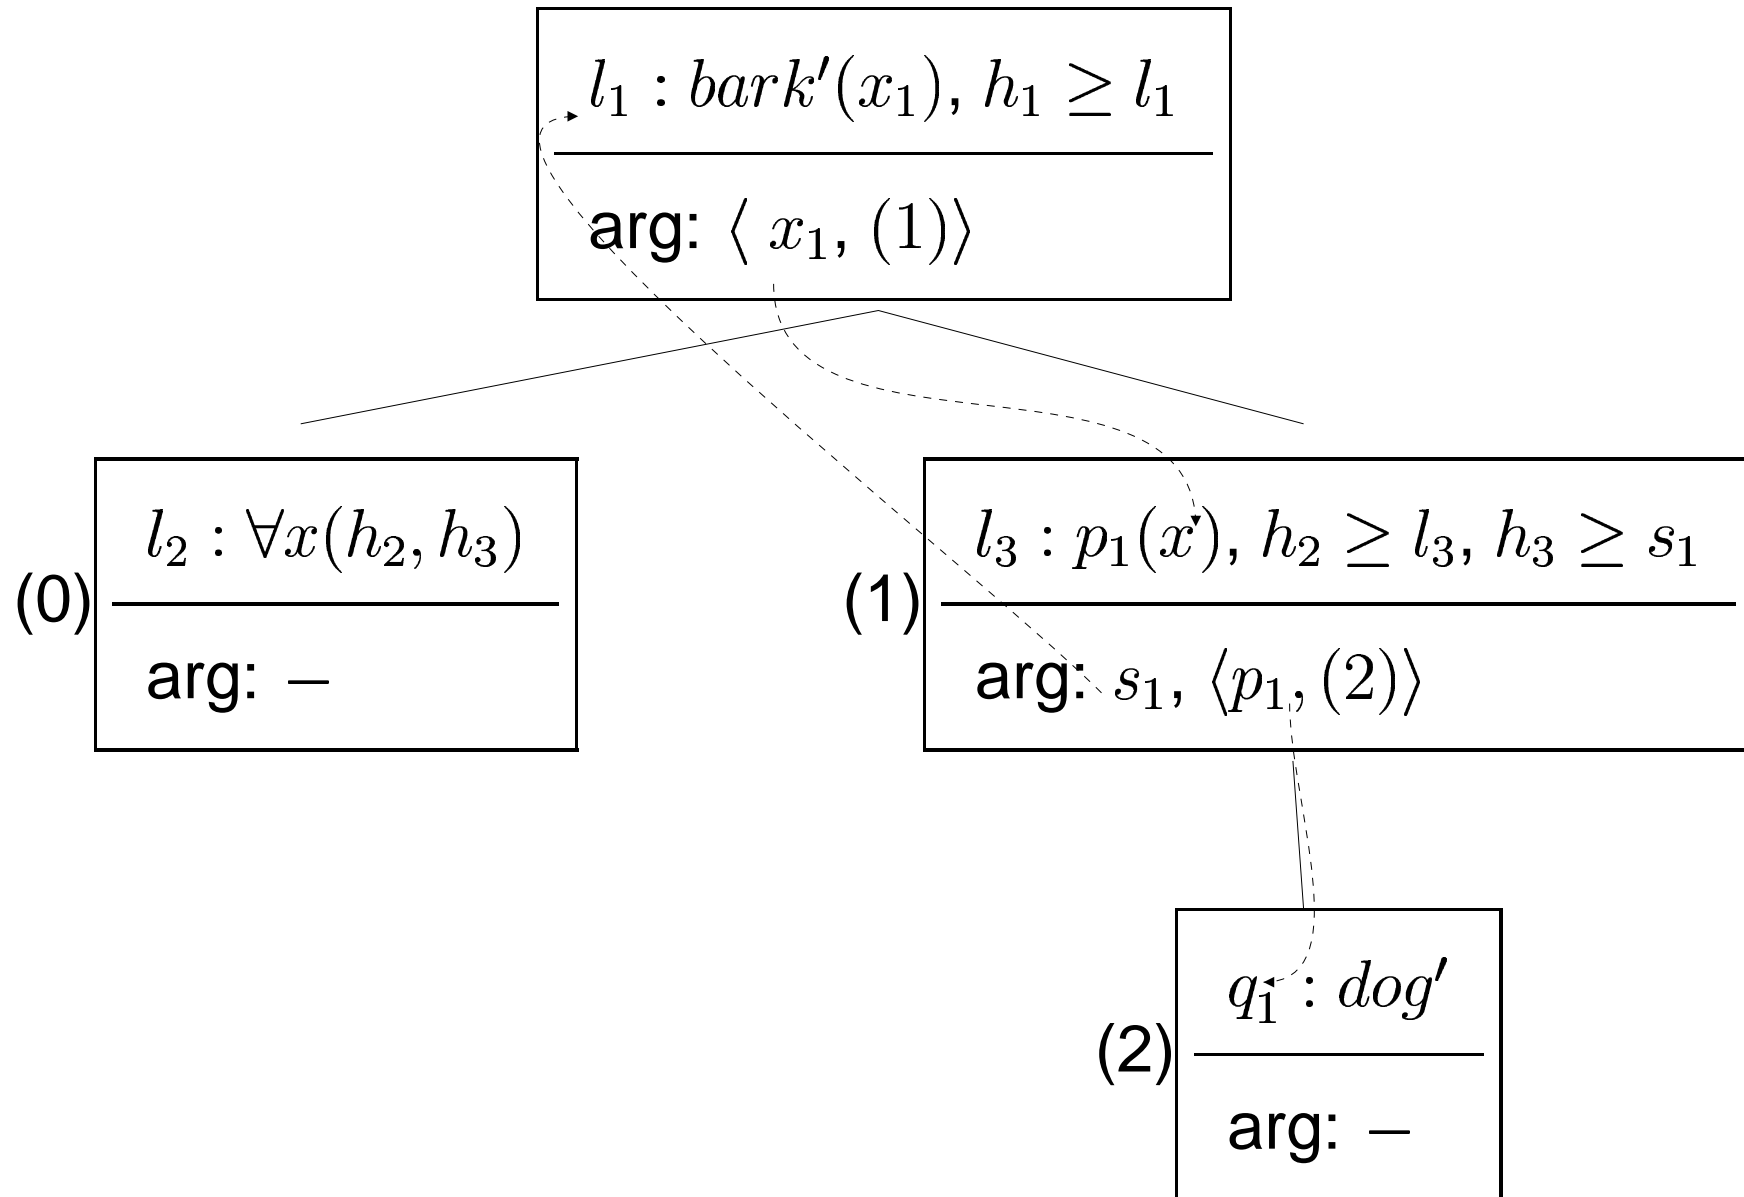 l₁ : bark′(x₁), h₁ ≥ l₁
arg: ⟨ x₁, (1)⟩
(0)
l₂ : ∀x(h₂, h₃)
arg: –
(1)
l₃ : p₁(x), h₂ ≥ l₃, h₃ ≥ s₁
arg: s₁, ⟨p₁, (2)⟩
(2)
q₁ : dog′
arg: –